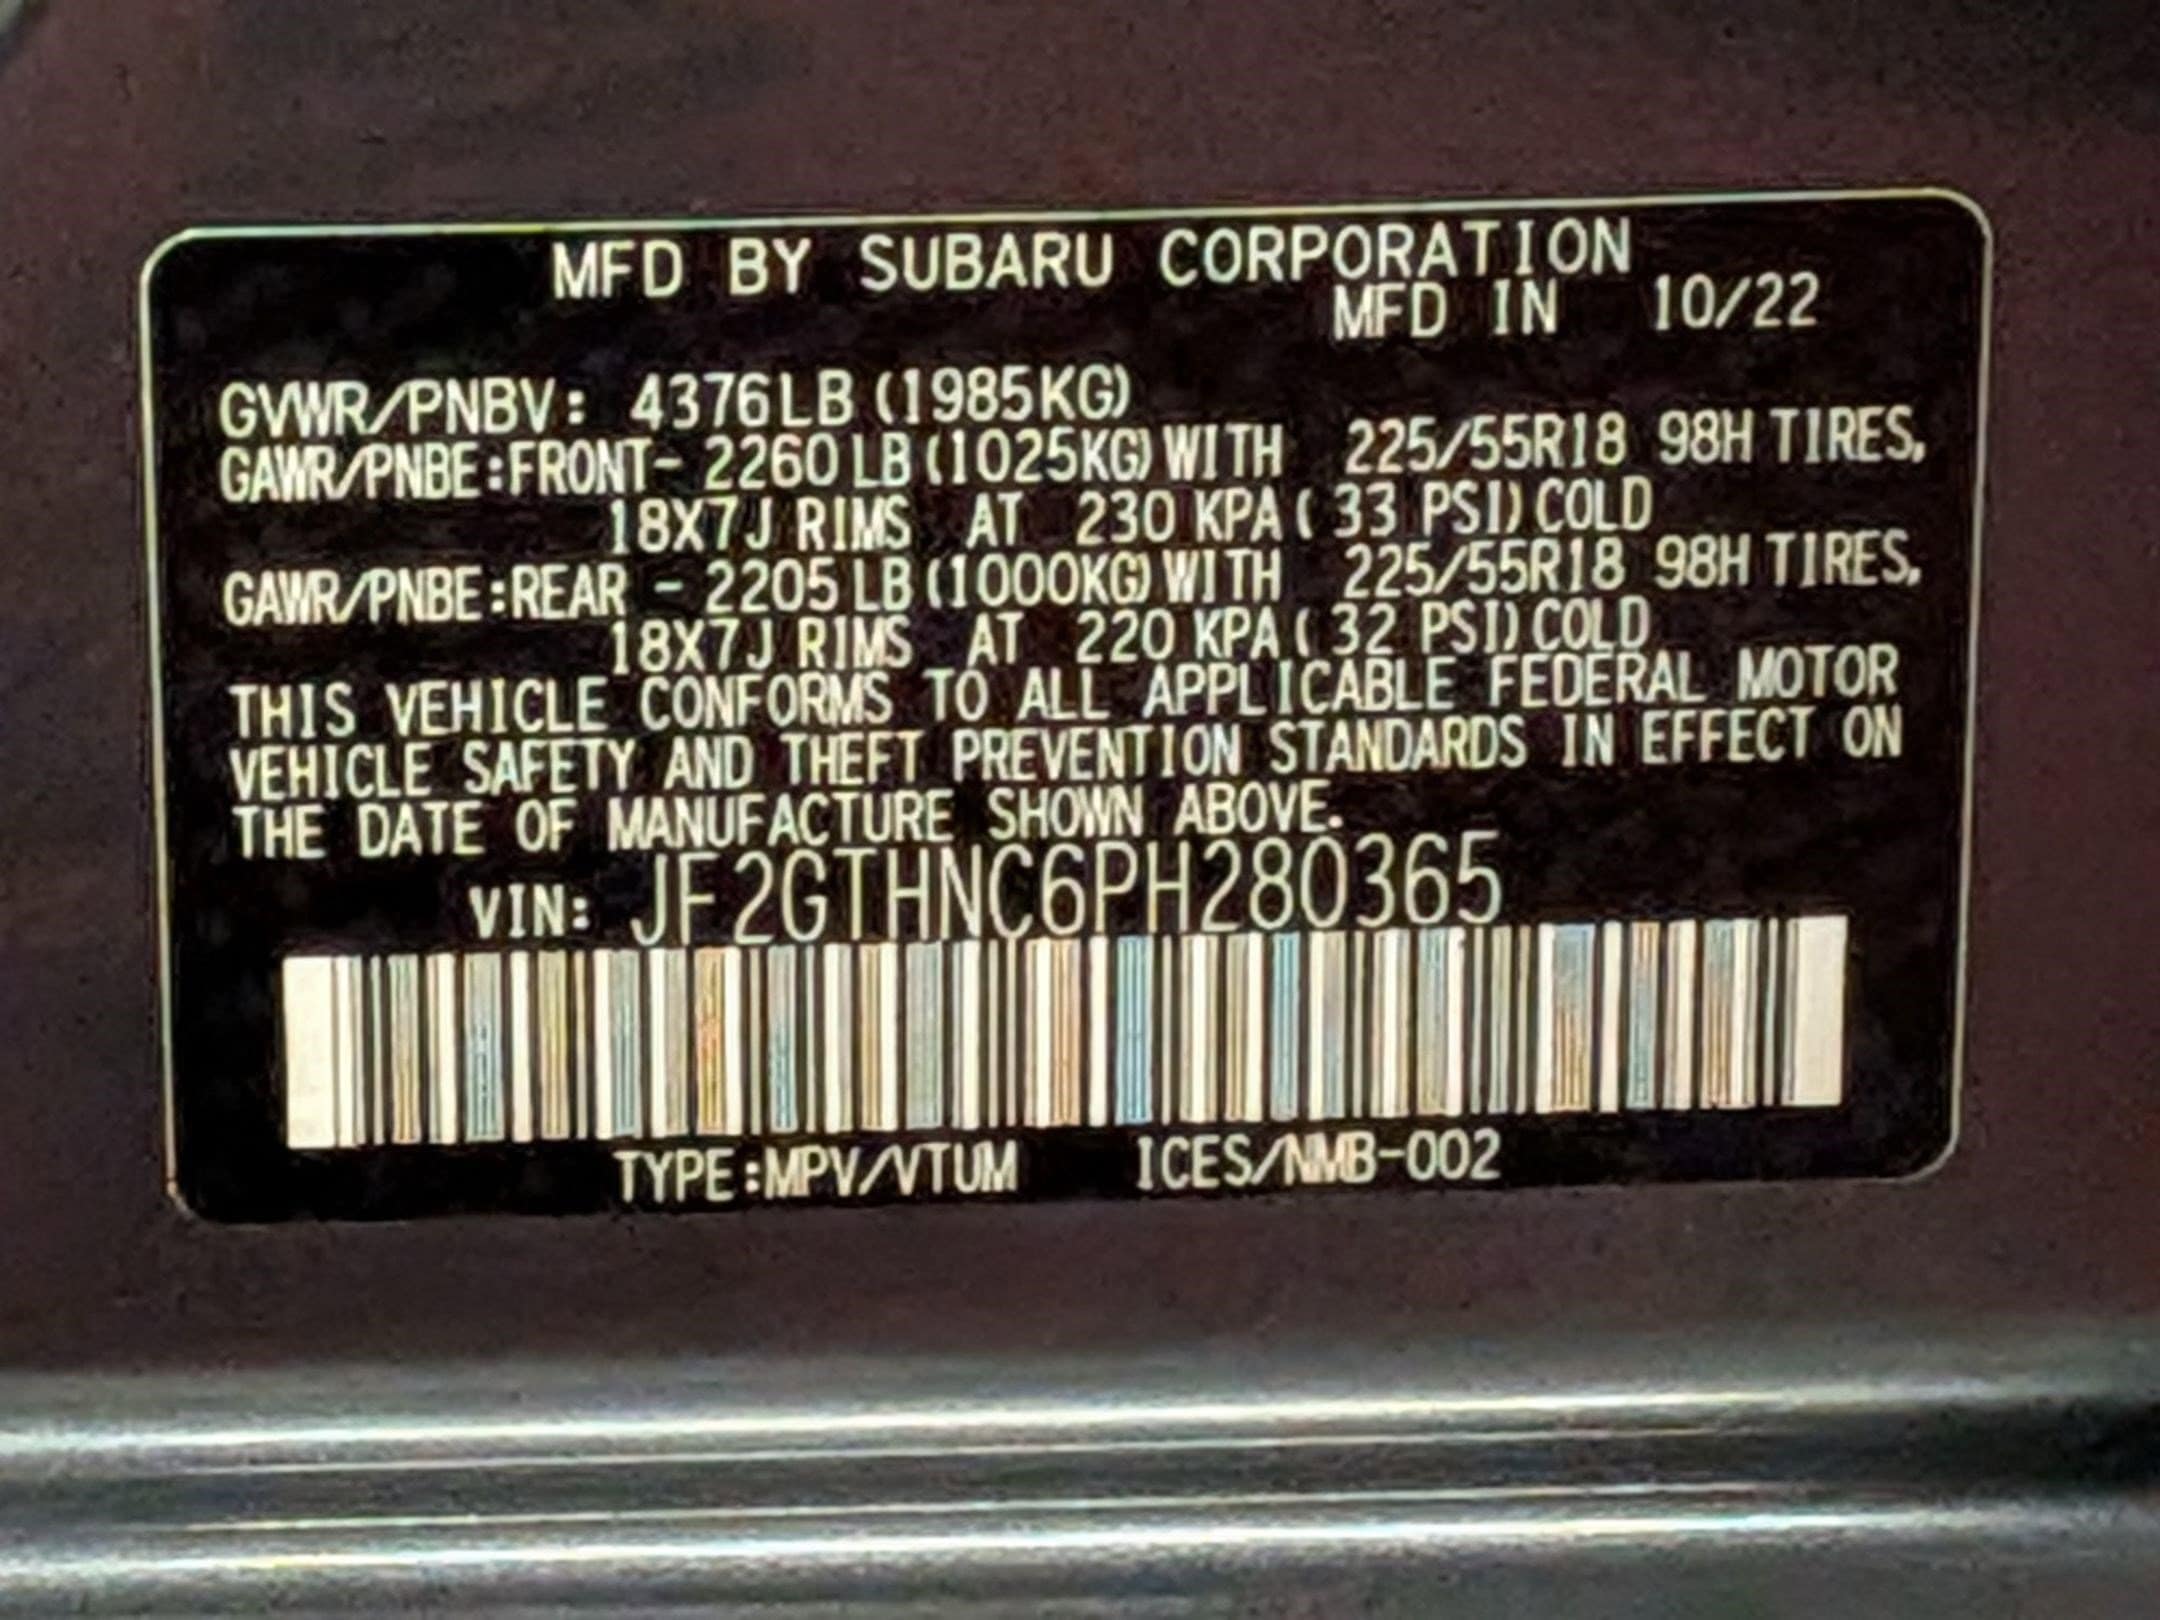 MFD BY SUBARU CORPORATION
MFD IN 10/22
GVWR/PNBV: 4376LB (1985KG)
GAWR/PNBE:FRONT- 2260LB (1025KG) WITH 225/55R18 98H TIRES,
18X7J RIMS AT 230 KPA ( 33 PSI) COLD
GAWR/PNBE:REAR - 2205LB (1000KG) WITH 225/55R18 98H TIRES,
18X7J RIMS AT 220 KPA ( 32 PSI) COLD
THIS VEHICLE CONFORMS TO ALL APPLICABLE FEDERAL MOTOR
VEHICLE SAFETY AND THEFT PREVENTION STANDARDS IN EFFECT ON
THE DATE OF MANUFACTURE SHOWN ABOVE.
VIN: JF2GTHNC6PH280365
TYPE:MPV/VTUM ICES/NMB-002